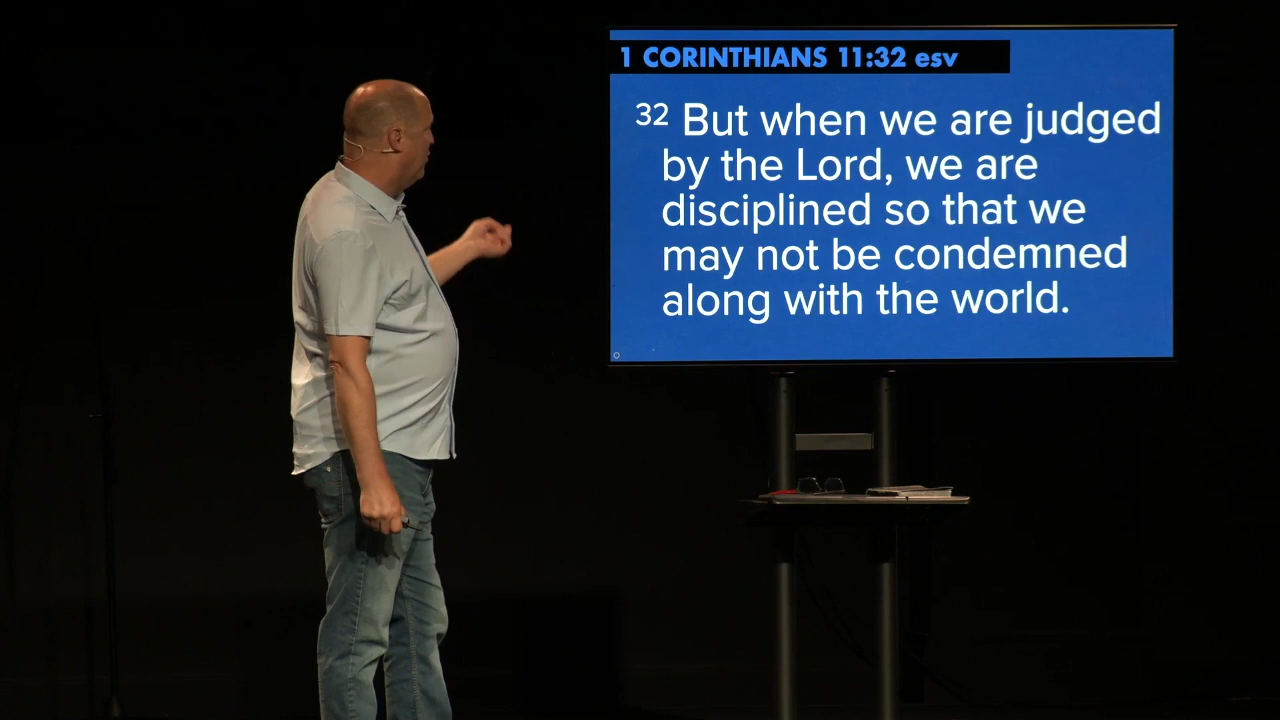 1 CORINTHIANS 11:32 esv
32 But when we are judged
by the Lord, we are
disciplined so that we
may not be condemned
along with the world.